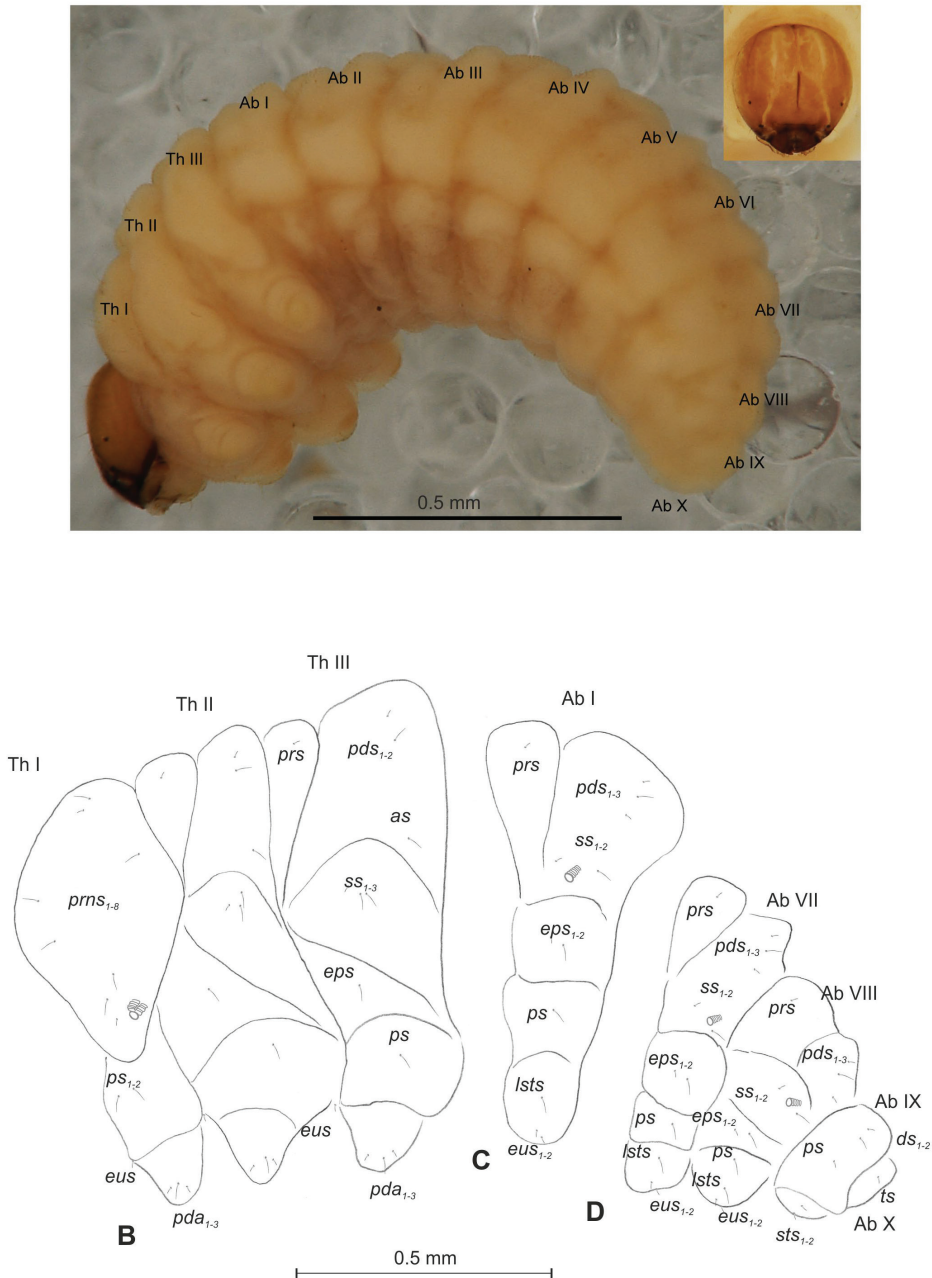 Ab III
Ab II
Ab IV
Ab I
Ab V
Th III
Ab VI
Th II
Th I
Ab VII
Ab VIII
Ab IX
0.5 mm
Ab X
Th III
Th II
Ab I
Th I
prs
pds1-2
prs
pds1-3
as
ss1-2
ss1-3
prns1-8
prs
Ab VII
eps1-2
pds1-3
eps
ss1-2
Ab VIII
prs
ps
ps
eps1-2
pds1-3
ps1-2
lsts
ss1-2
Ab IX
ps
eps1-2
ds1-2
eus
ps
eus1-2
lsts
ps
C
eus
lsts
ts
pda1-3
eus1-2
D
eus1-2
Ab X
pda1-3
sts1-2
B
0.5 mm